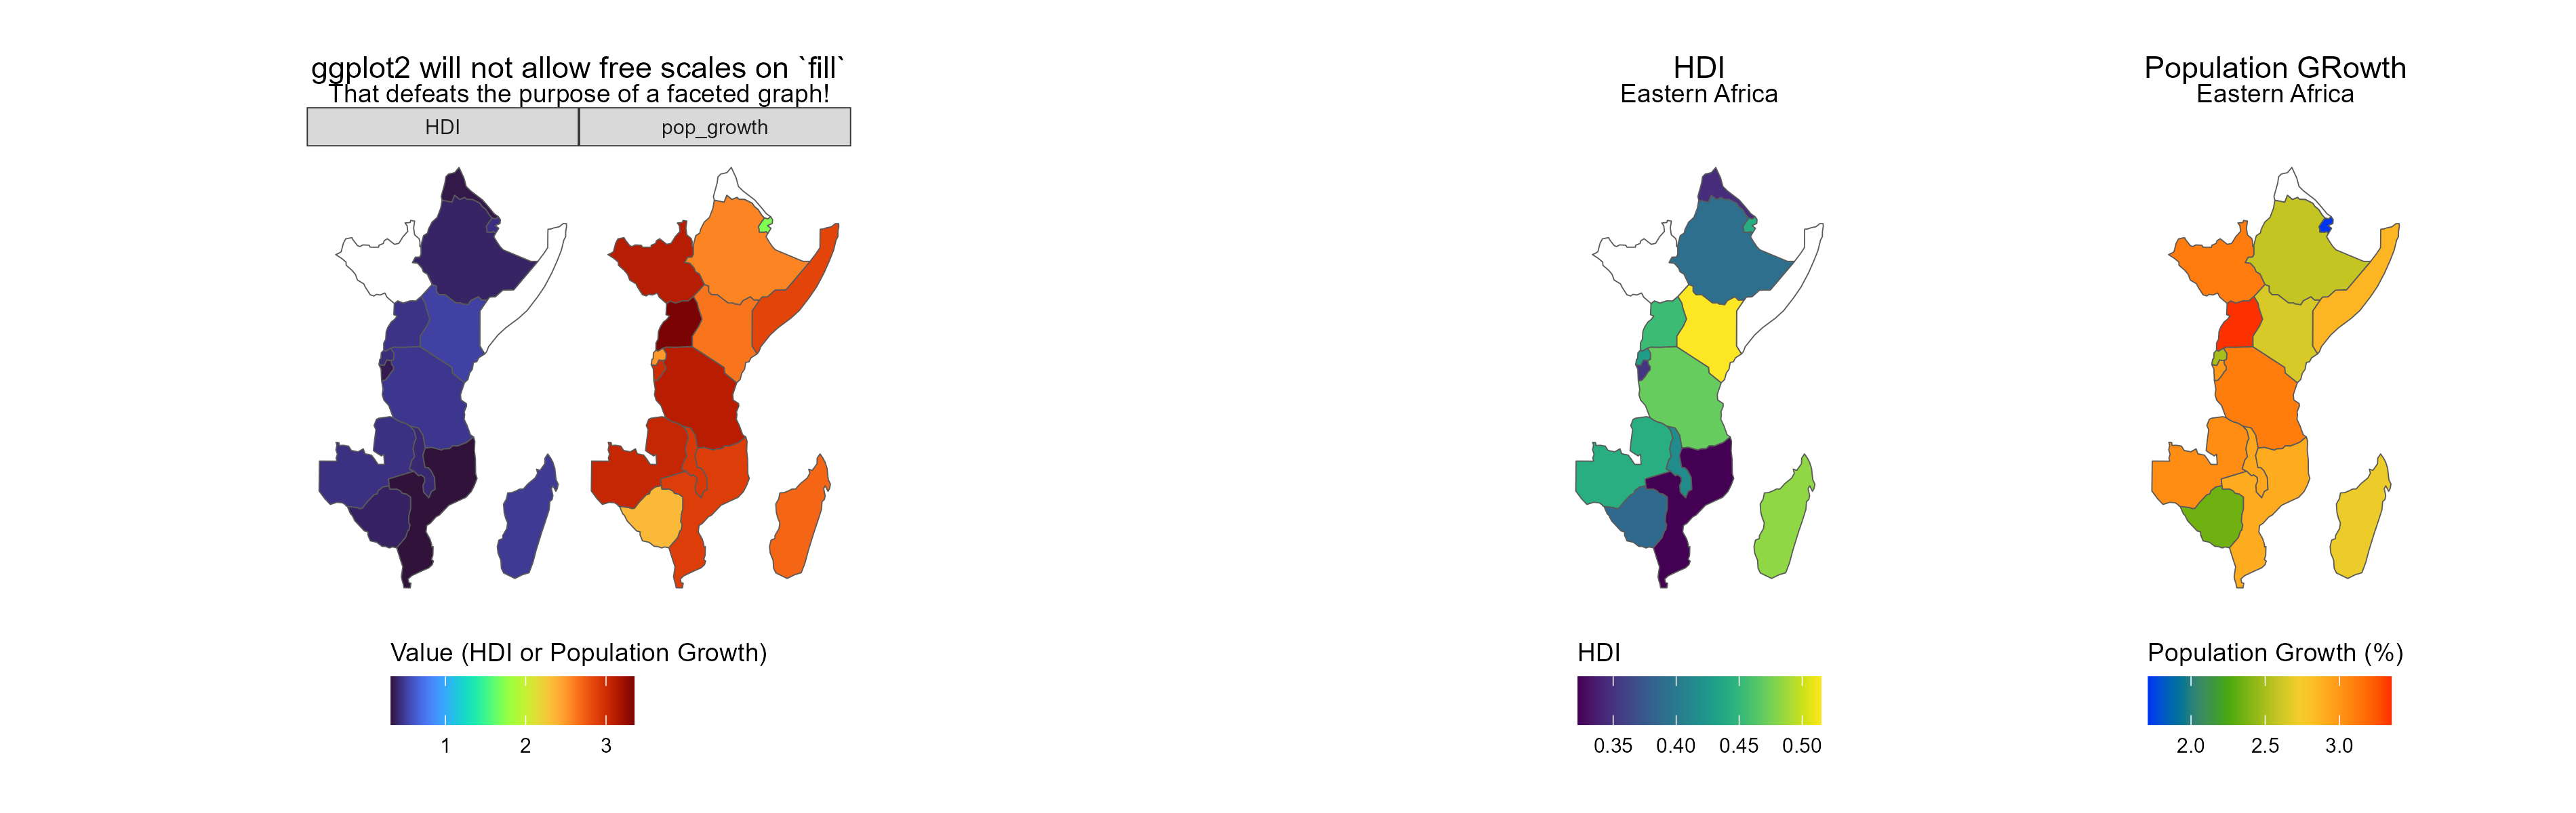 ggplot2 will not allow free scales on `fill`
That defeats the purpose of a faceted graph!
HDI
pop_growth
Value (HDI or Population Growth)
1 2 3
HDI
Eastern Africa
HDI
0.35 0.40 0.45 0.50
Population GRowth
Eastern Africa
Population Growth (%)
2.0 2.5 3.0